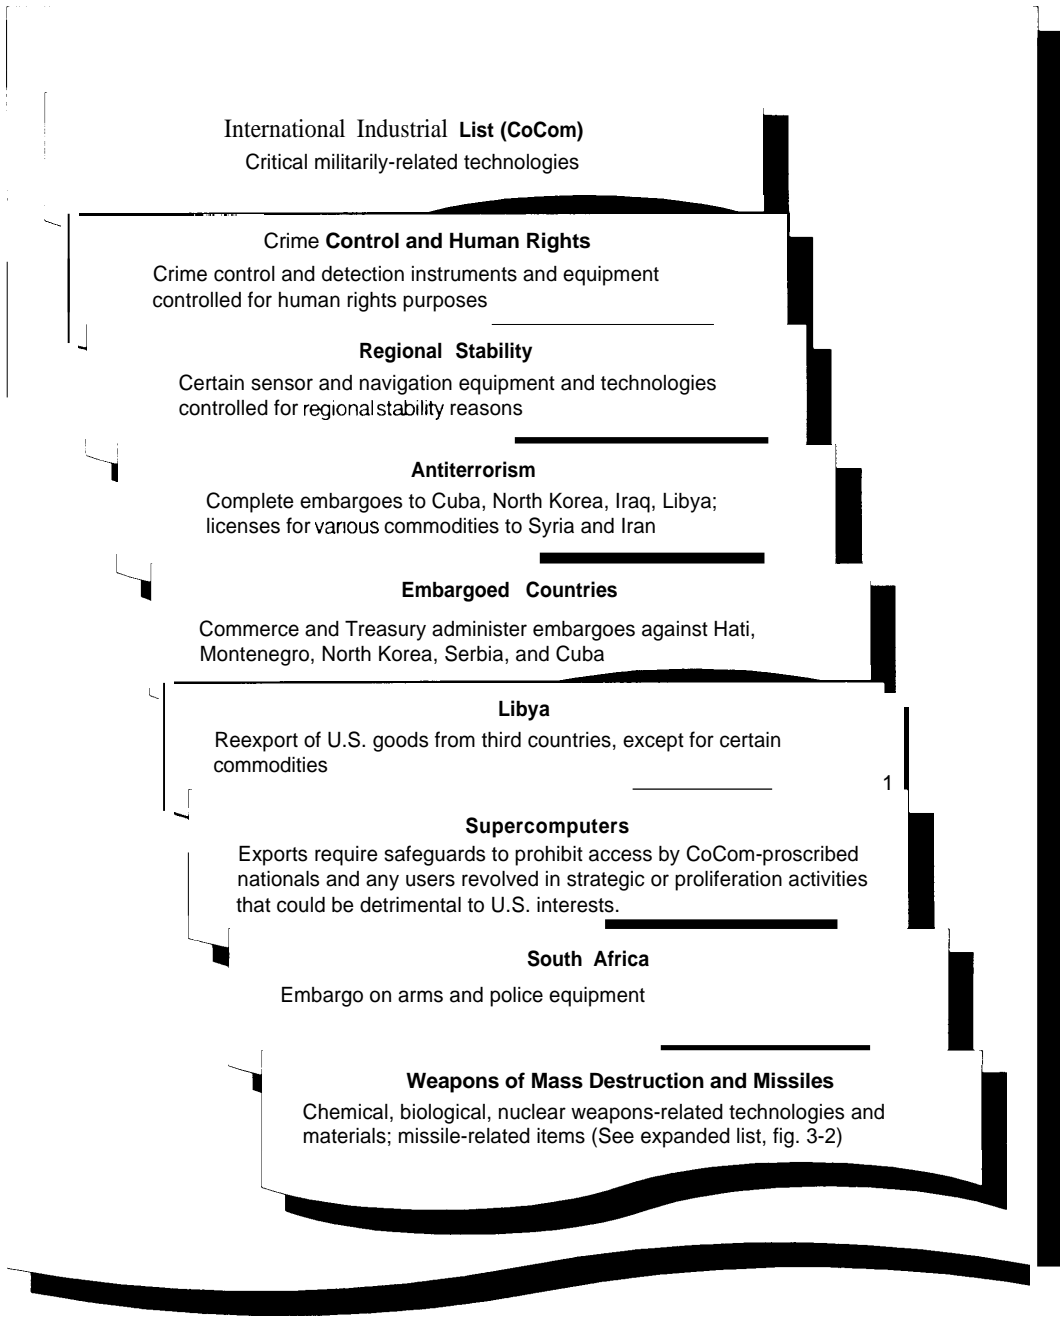 International Industrial List (CoCom)
Critical militarily-related technologies
Crime Control and Human Rights
Crime control and detection instruments and equipment
controlled for human rights purposes
Regional Stability
Certain sensor and navigation equipment and technologies
controlled for regional stability reasons
Antiterrorism
Complete embargoes to Cuba, North Korea, Iraq, Libya;
licenses for various commodities to Syria and Iran
Embargoed Countries
Commerce and Treasury administer embargoes against Hati,
Montenegro, North Korea, Serbia, and Cuba
Libya
Reexport of U.S. goods from third countries, except for certain
commodities
1
Supercomputers
Exports require safeguards to prohibit access by CoCom-proscribed
nationals and any users revolved in strategic or proliferation activities
that could be detrimental to U.S. interests.
South Africa
Embargo on arms and police equipment
Weapons of Mass Destruction and Missiles
Chemical, biological, nuclear weapons-related technologies and
materials; missile-related items (See expanded list, fig. 3-2)